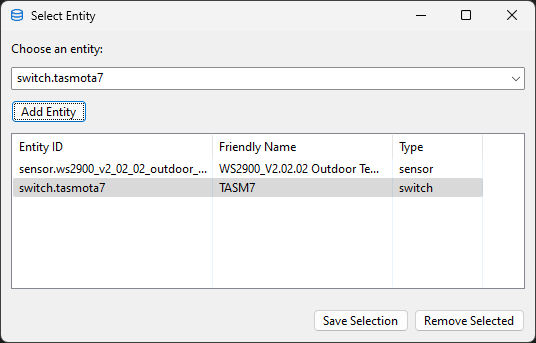 Select Entity
Choose an entity:
switch.tasmota7
Add Entity
Entity ID Friendly Name Type
sensor.ws2900_v2_02_02_outdoor_... WS2900_V2.02.02 Outdoor Te... sensor
switch.tasmota7 TASM7 switch
Save Selection Remove Selected